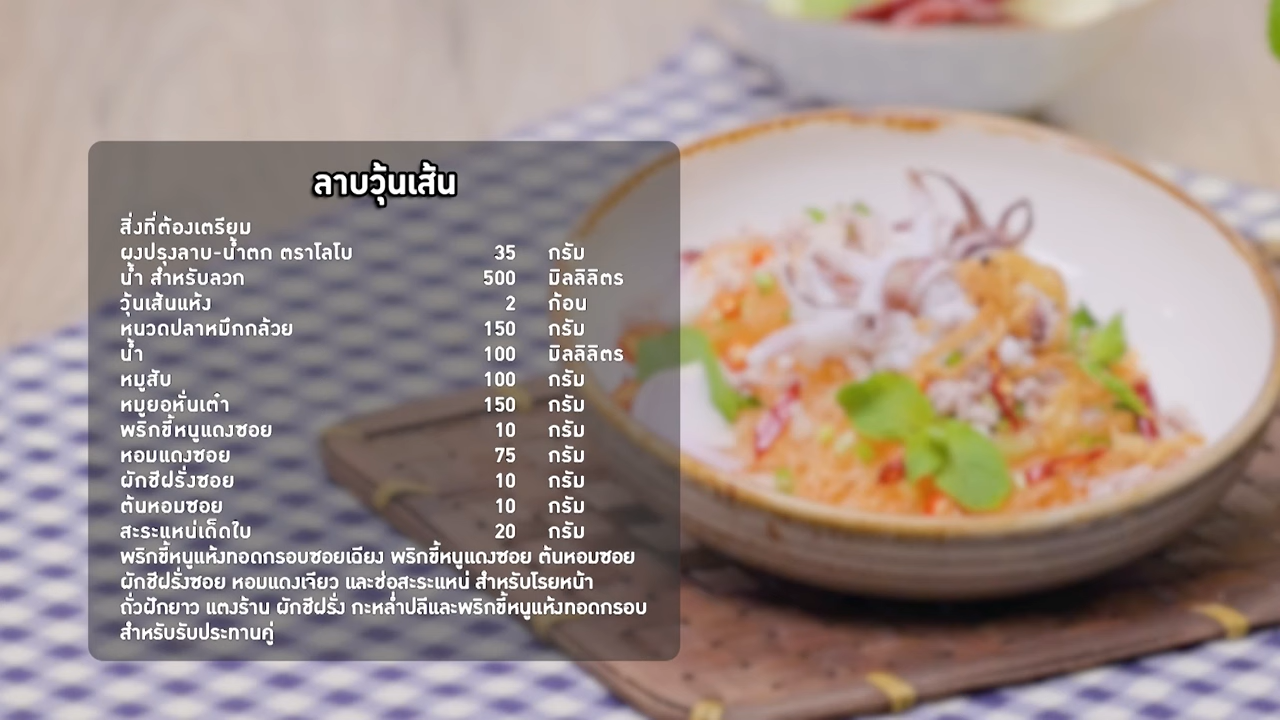 ลาบวุ้นเส้น
สิ่งที่ต้องเตรียม
ผงปรุงลาบ-น้ำตก ตราโลโบ 35 กรัม
น้ำ สำหรับลวก 500 มิลลิลิตร
วุ้นเส้นแห้ง 2 ก้อน
หนวดปลาหมึกกล้วย 150 กรัม
น้ำ 100 มิลลิลิตร
หมูสับ 100 กรัม
หมูยอหั่นเต๋า 150 กรัม
พริกขี้หนูแดงซอย 10 กรัม
หอมแดงซอย 75 กรัม
ผักชีฝรั่งซอย 10 กรัม
ต้นหอมซอย 10 กรัม
สะระแหน่เด็ดใบ 20 กรัม
พริกขี้หนูแห้งทอดกรอบซอยเฉียง พริกขี้หนูแดงซอย ต้นหอมซอย
ผักชีฝรั่งซอย หอมแดงเจียว และช่อสะระแหน่ สำหรับโรยหน้า
ถั่วฝักยาว แตงร้าน ผักชีฝรั่ง กะหล่ำปลีและพริกขี้หนูแห้งทอดกรอบ
สำหรับรับประทานคู่